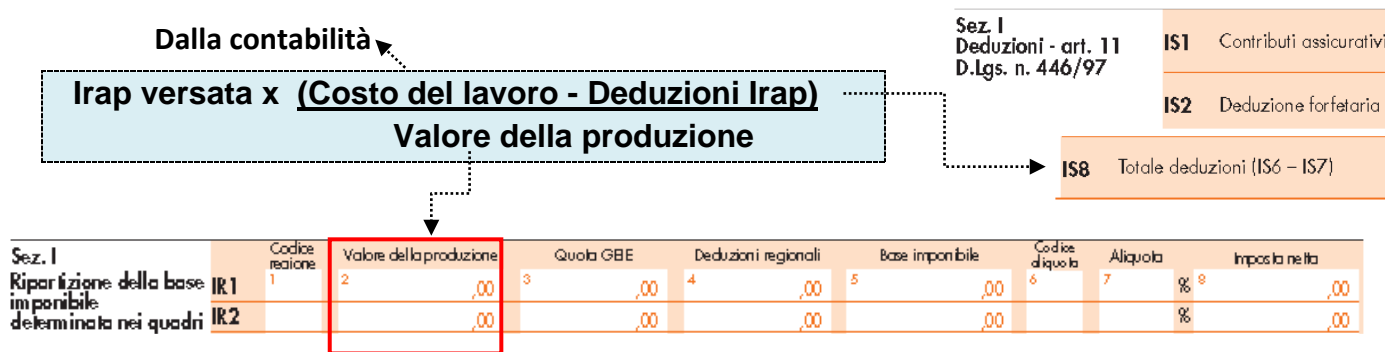 Dalla contabilità
Irap versata x (Costo del lavoro - Deduzioni Irap)
Valore della produzione
Sez. I
Deduzioni - art. 11
D.Lgs. n. 446/97
IS1 Contributi assicurativi
IS2 Deduzione forfetaria
IS8 Totale deduzioni (IS6 – IS7)
Sez. I
Ripartizione della base
imponibile
determinata nei quadri
Codice regione Valore della produzione Quota GEIE Deduzioni regionali Base imponibile Codice aliquota Aliquota Imposta netta
IR1 1 2 ,00 3 ,00 4 ,00 5 ,00 6 7 % 8 ,00
IR2 ,00 ,00 ,00 ,00 % ,00